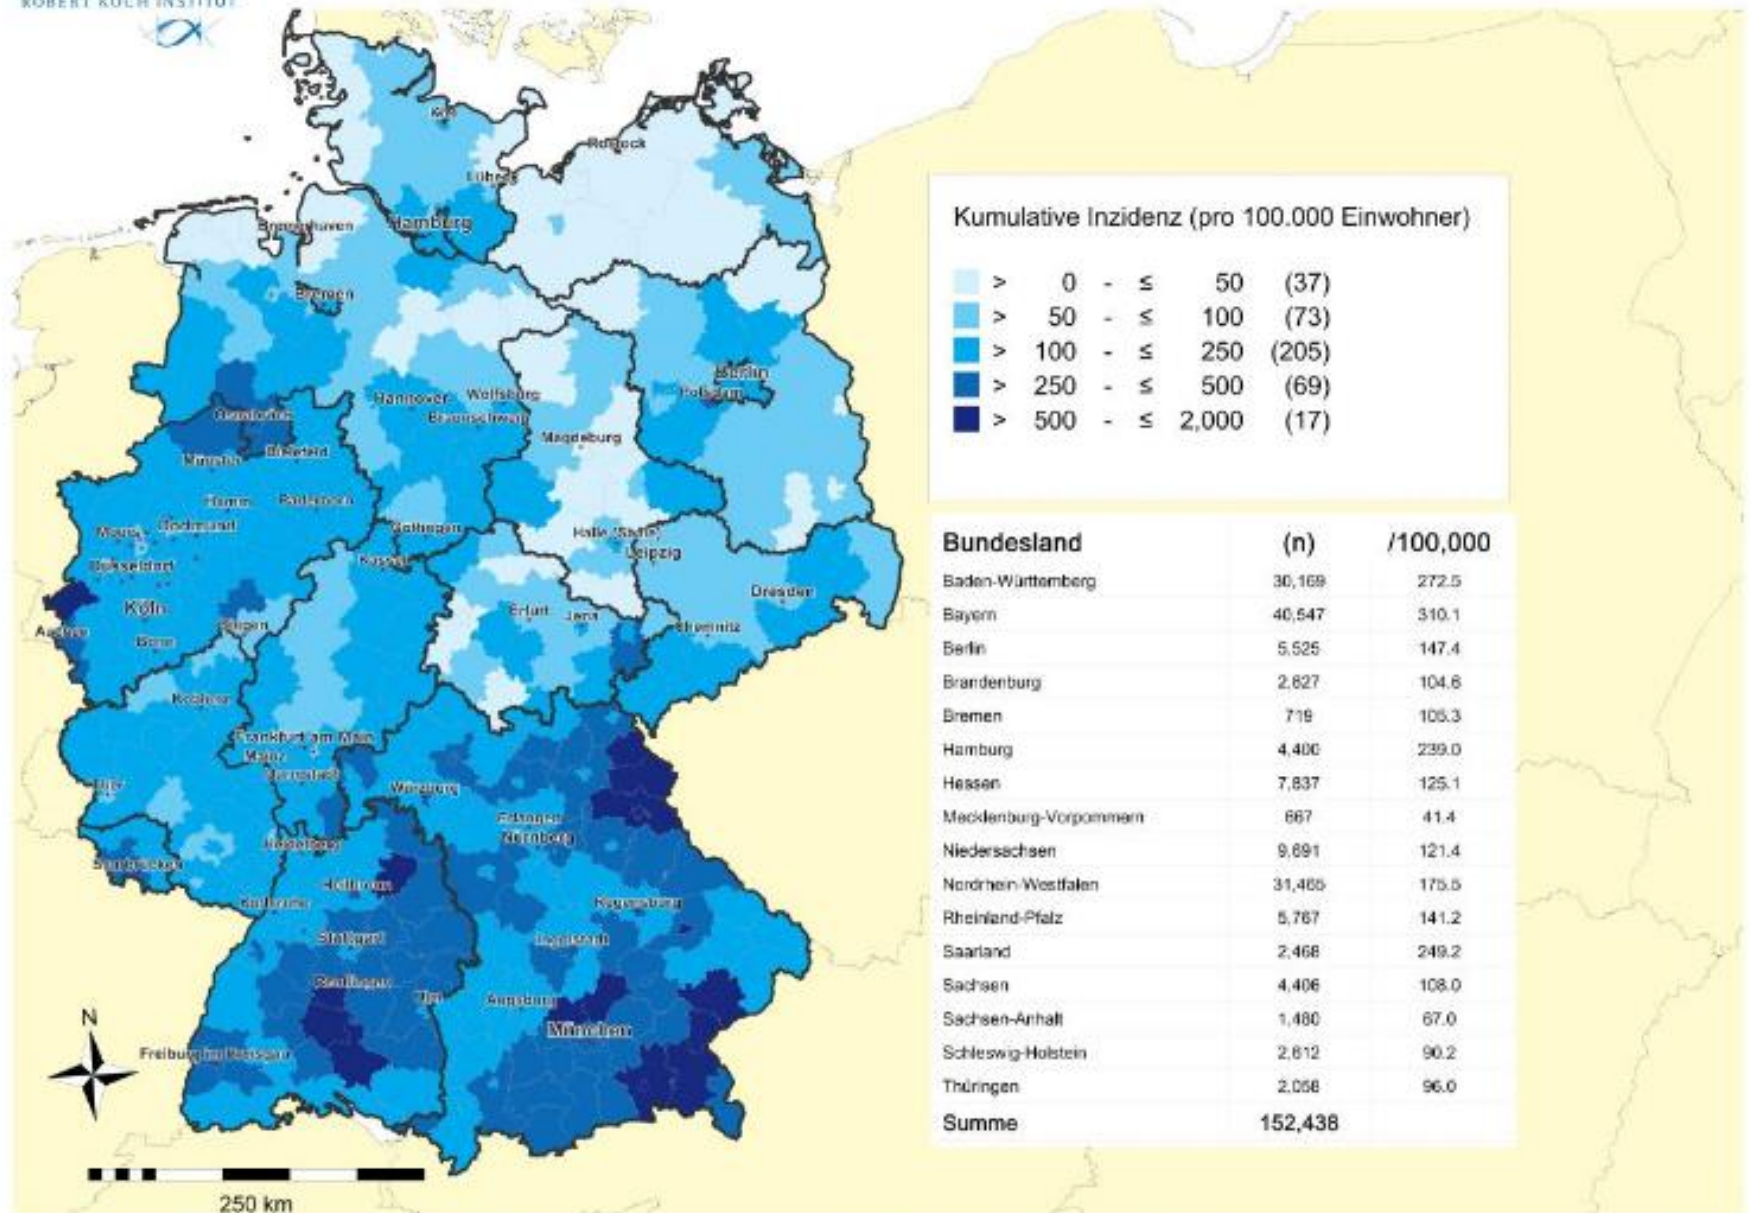 ROBERT KOCH INSTITUT
Kiel
Rostock
Lübeck
Hamburg
Bremerhaven
Bremen
Berlin
Potsdam
Hannover
Wolfsburg
Braunschweig
Osnabrück
Magdeburg
Münster
Bielefeld
Hamm
Paderborn
Dortmund
Göttingen
Halle (Saale)
Leipzig
Düsseldorf
Kassel
Dresden
Köln
Erfurt
Jena
Aachen
Siegen
Chemnitz
Bonn
Koblenz
Frankfurt am Main
Mainz
Darmstadt
Trier
Würzburg
Erlangen
Nürnberg
Heidelberg
Saarbrücken
Heilbronn
Karlsruhe
Regensburg
Stuttgart
Ingolstadt
Reutlingen
Ulm
Augsburg
München
Freiburg im Breisgau
N
250 km
Kumulative Inzidenz (pro 100.000 Einwohner)
> 0 - ≤ 50 (37)
> 50 - ≤ 100 (73)
> 100 - ≤ 250 (205)
> 250 - ≤ 500 (69)
> 500 - ≤ 2,000 (17)
Bundesland (n) /100,000
Baden-Württemberg 30,169 272.5
Bayern 40,547 310.1
Berlin 5,525 147.4
Brandenburg 2,627 104.6
Bremen 719 105.3
Hamburg 4,400 239.0
Hessen 7,837 125.1
Mecklenburg-Vorpommern 667 41.4
Niedersachsen 9,691 121.4
Nordrhein-Westfalen 31,465 175.5
Rheinland-Pfalz 5,767 141.2
Saarland 2,468 249.2
Sachsen 4,406 108.0
Sachsen-Anhalt 1,480 67.0
Schleswig-Holstein 2,612 90.2
Thüringen 2,058 96.0
Summe 152,438